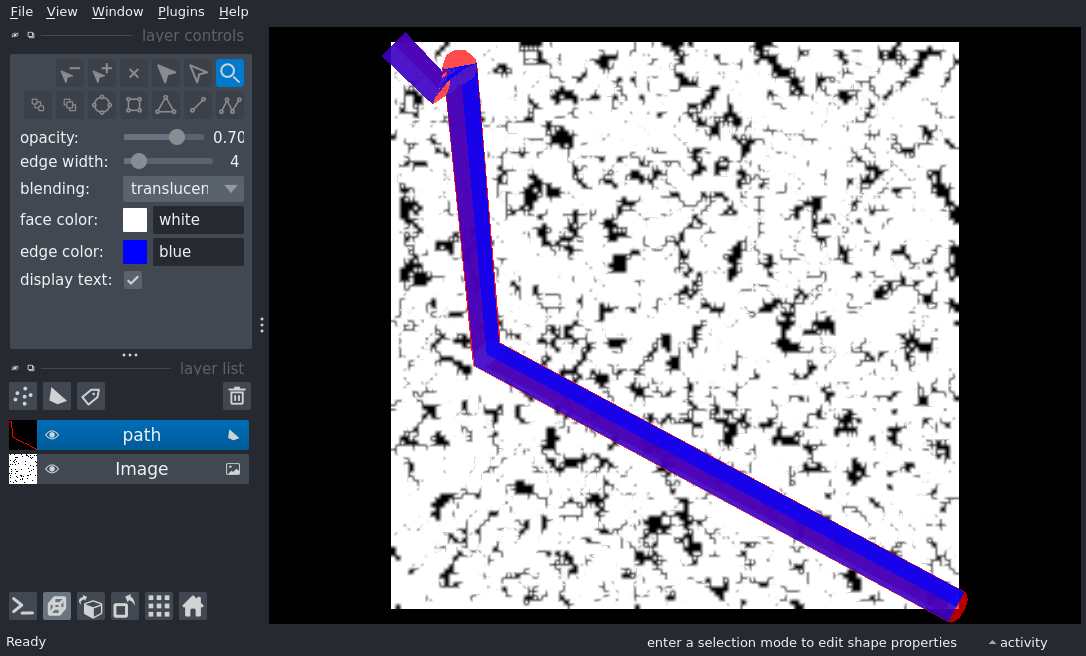 File View Window Plugins Help
layer controls
opacity: 0.70
edge width: 4
blending: translucen
face color: white
edge color: blue
display text:
layer list
path
Image
Ready
enter a selection mode to edit shape properties
activity